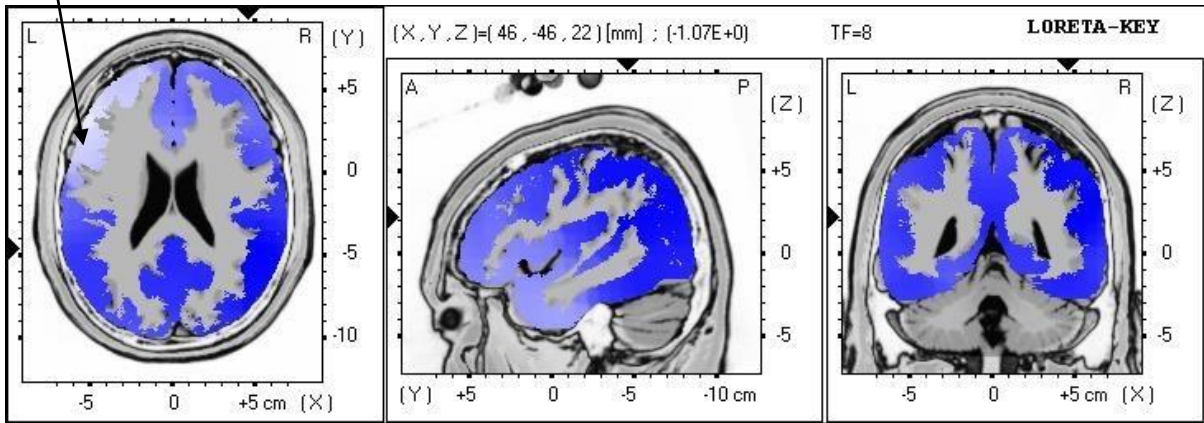 (X,Y,Z)=( 46 , -46 , 22 ) [mm] ; (-1.07E+0) TF=8 LORETA-KEY
L R (Y)
+5
0
-5
-10
-5 0 +5 cm (X)
A P (Z)
+5
0
-5
(Y) +5 0 -5 -10 cm
L R (Z)
+5
0
-5
-5 0 +5 cm (X)